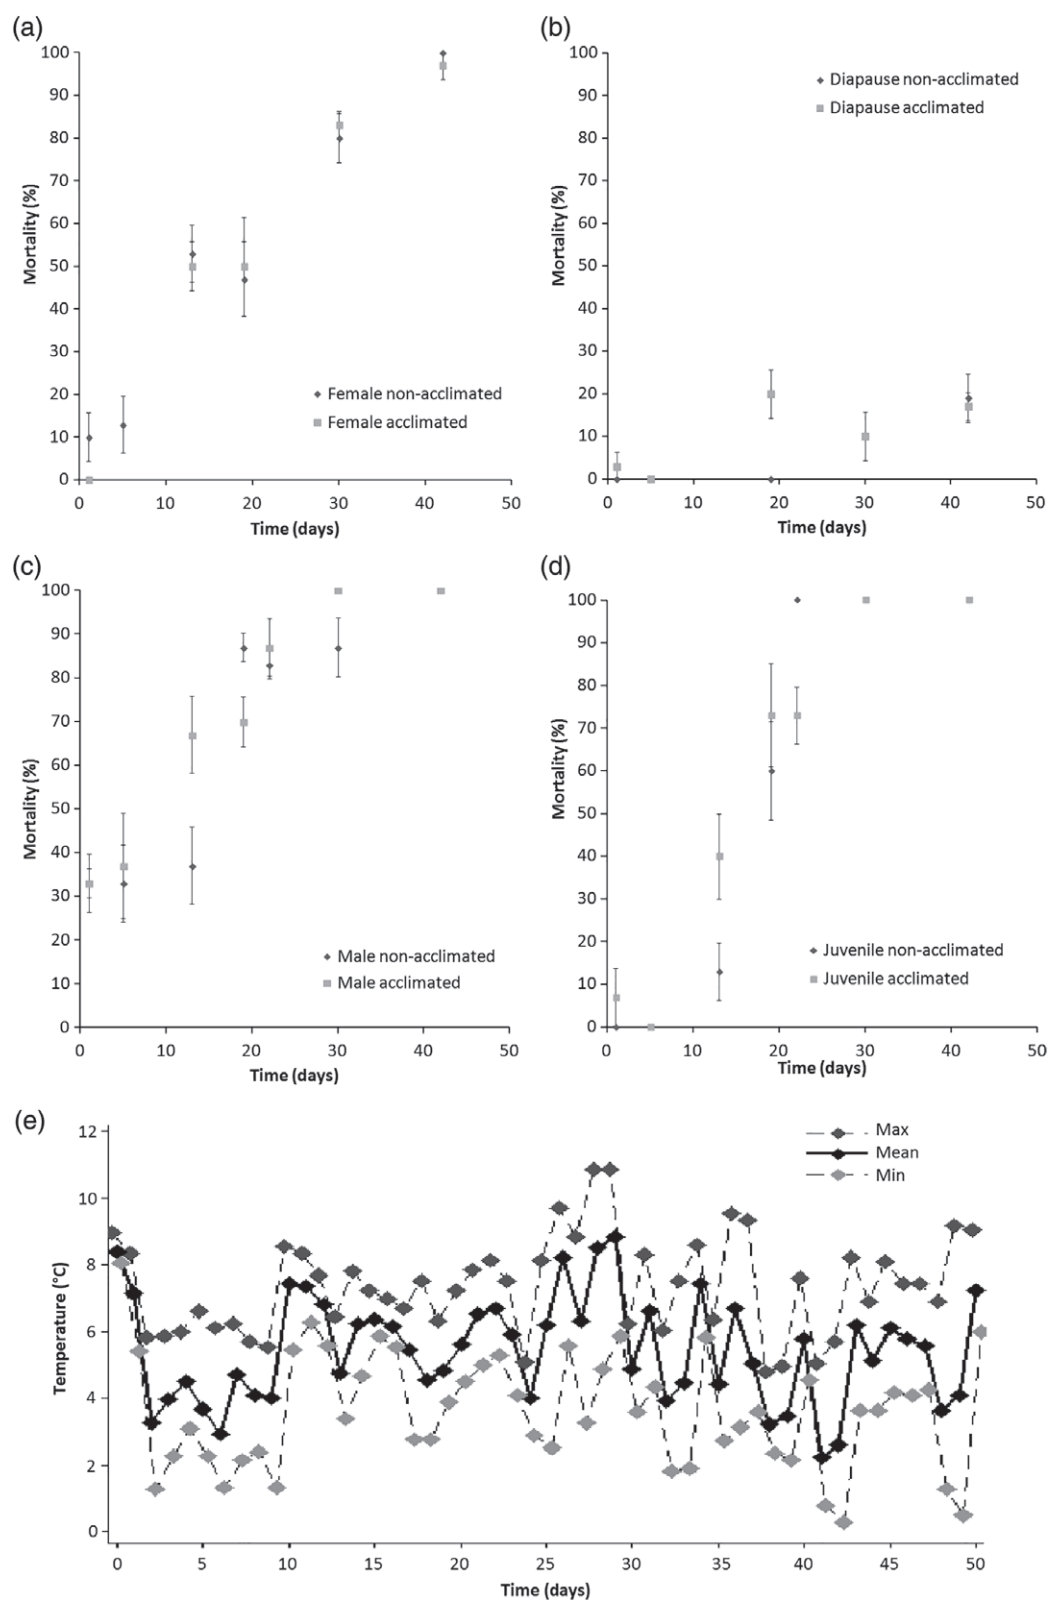 (a)
100
90
80
70
60
50
40
30
20
10
0
Mortality (%)
Female non-acclimated
Female acclimated
0 10 20 30 40 50
Time (days)
(b)
100
90
80
70
60
50
40
30
20
10
0
Mortality (%)
Diapause non-acclimated
Diapause acclimated
0 10 20 30 40 50
Time (days)
(c)
100
90
80
70
60
50
40
30
20
10
0
Mortality (%)
Male non-acclimated
Male acclimated
0 10 20 30 40 50
Time (days)
(d)
100
90
80
70
60
50
40
30
20
10
0
Mortality (%)
Juvenile non-acclimated
Juvenile acclimated
0 10 20 30 40 50
Time (days)
(e)
12
10
8
6
4
2
0
Temperature (°C)
Max
Mean
Min
0 5 10 15 20 25 30 35 40 45 50
Time (days)